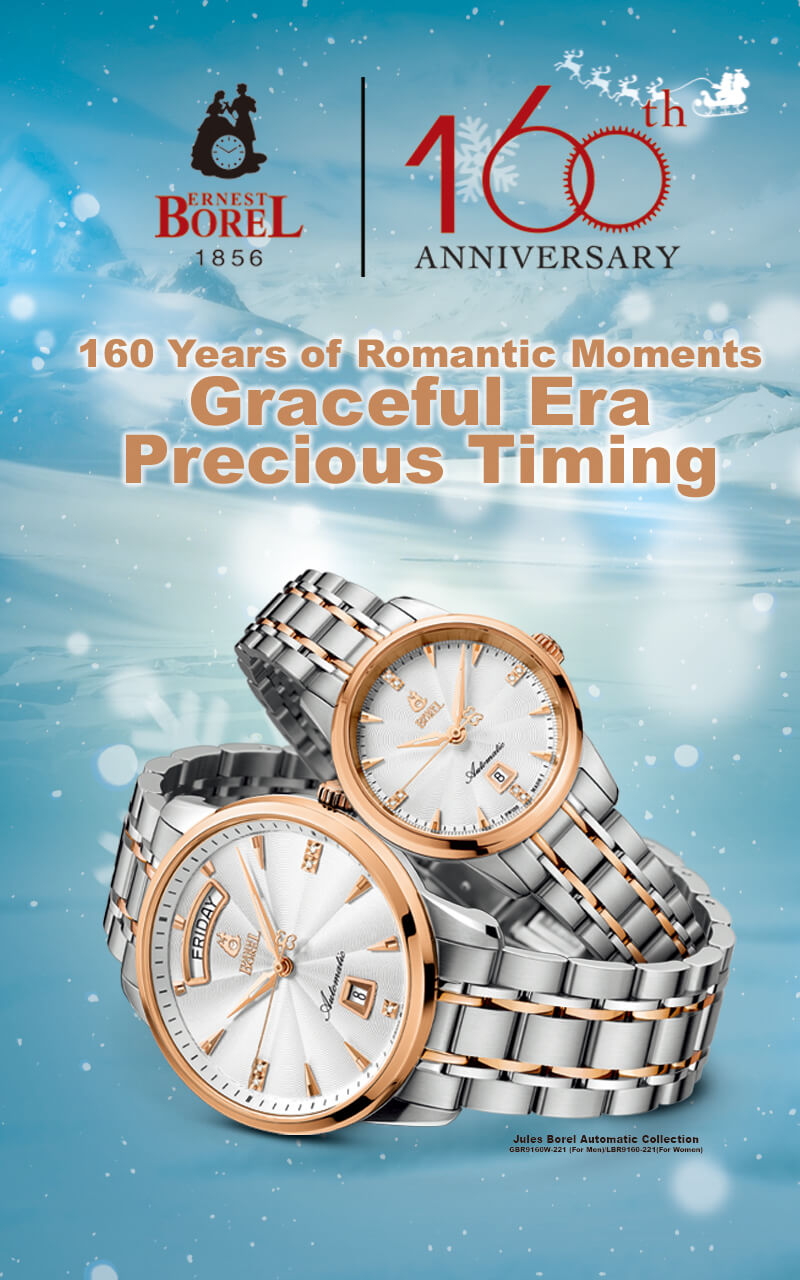 ERNEST
BOREL
1856
160th
ANNIVERSARY
160 Years of Romantic Moments
Graceful Era
Precious Timing
BOREL
Automatic
8
FRIDAY
BOREL
Automatic
8
Jules Borel Automatic Collection
GBR9160W-221 (For Men)/LBR9160-221(For Women)